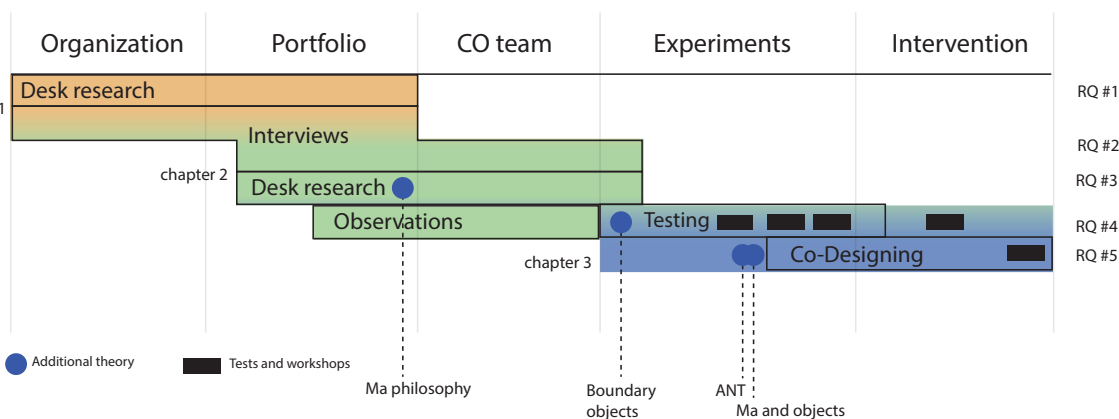 Organization Portfolio CO team Experiments Intervention
Desk research RQ #1
1
Interviews RQ #2
chapter 2
Desk research RQ #3
Observations Testing RQ #4
chapter 3 Co-Designing RQ #5
Additional theory Tests and workshops
Ma philosophy Boundary objects ANT
Ma and objects